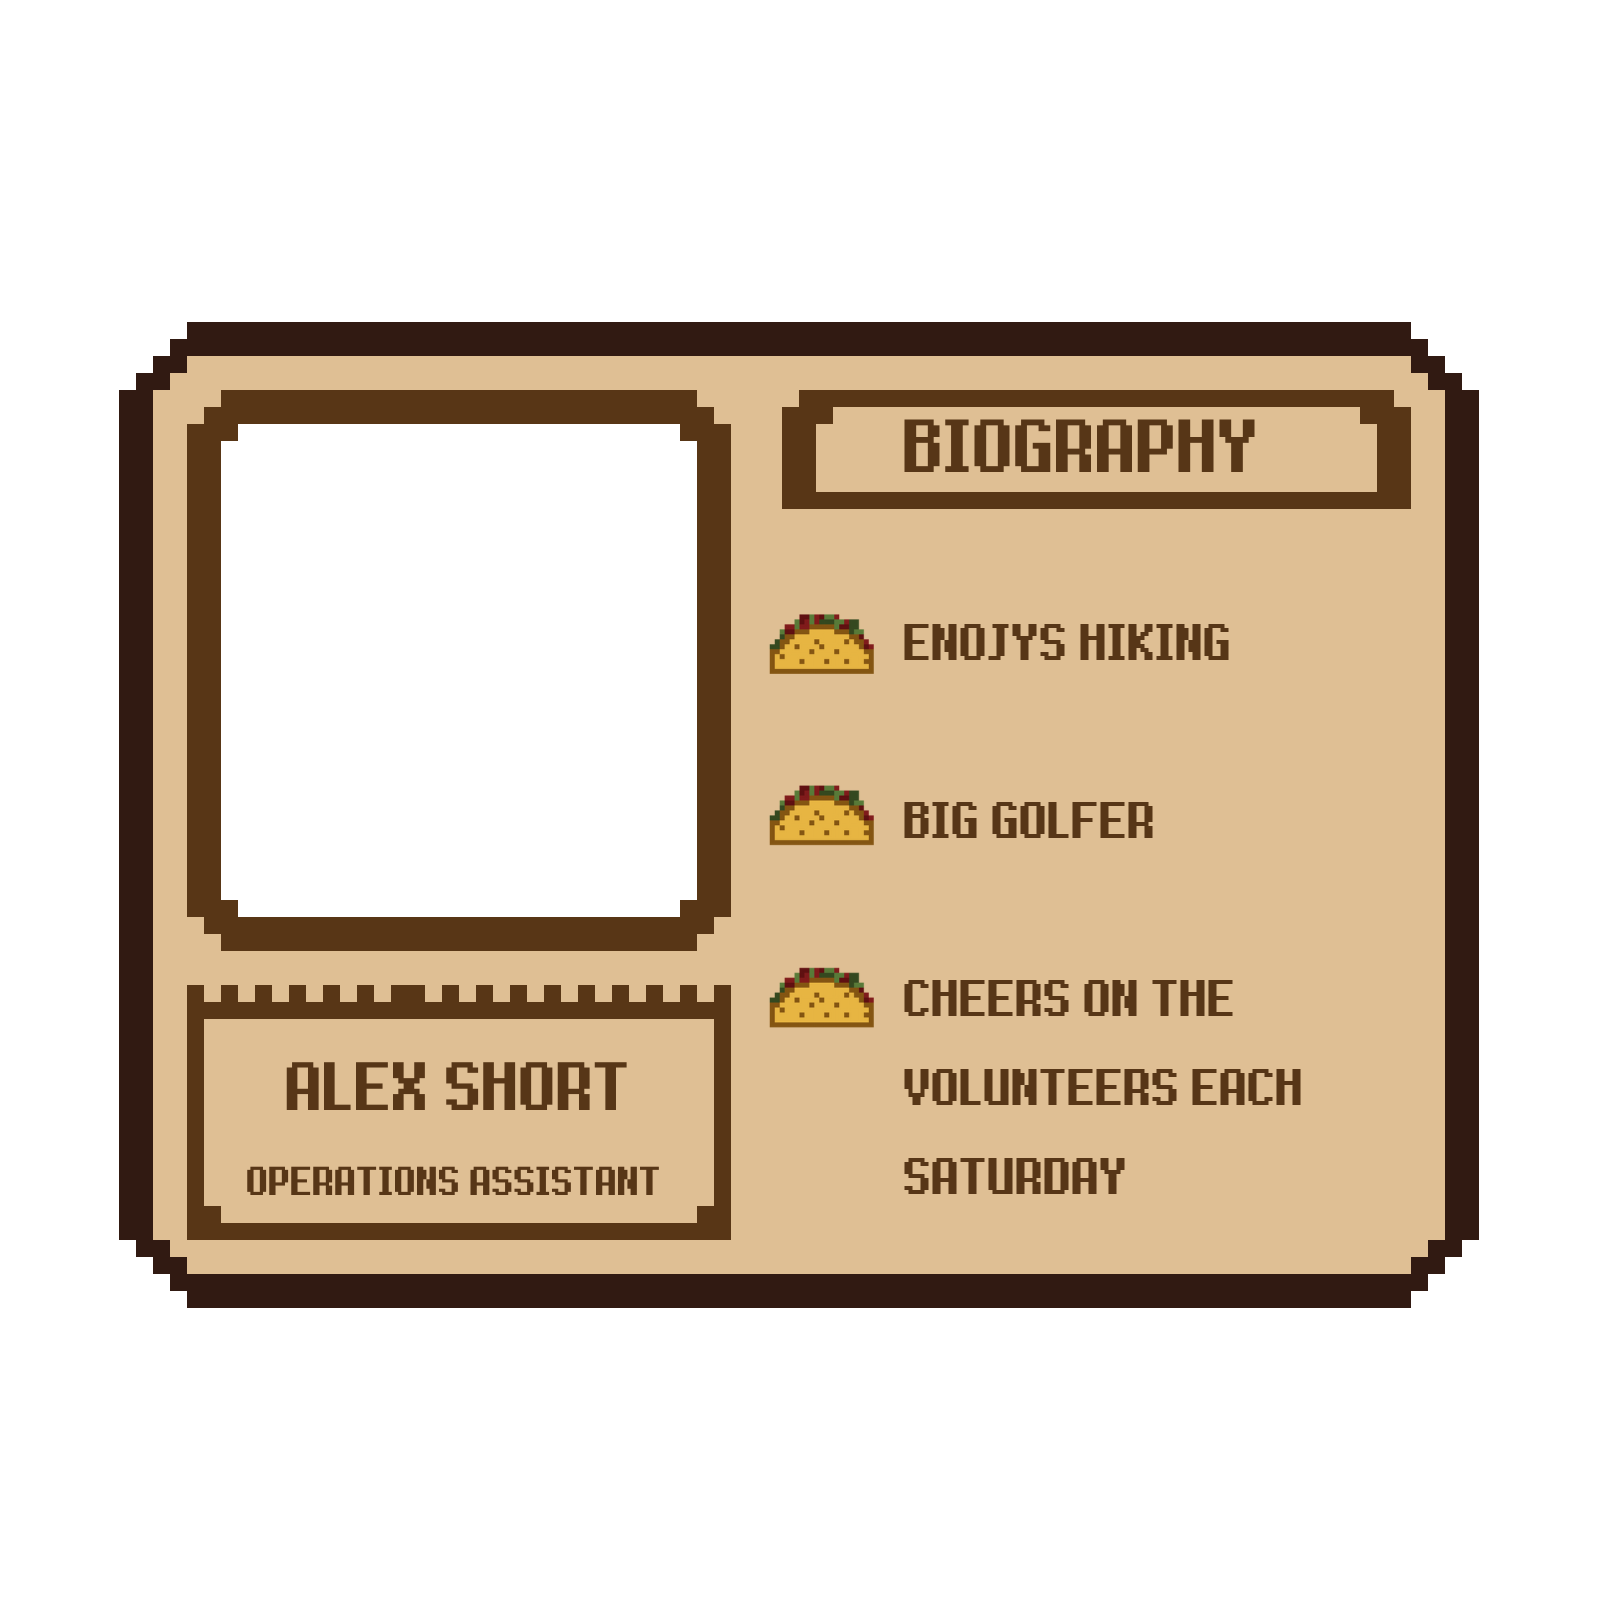 BIOGRAPHY
ENOJYS HIKING
BIG GOLFER
CHEERS ON THE
VOLUNTEERS EACH
SATURDAY
ALEX SHORT
OPERATIONS ASSISTANT